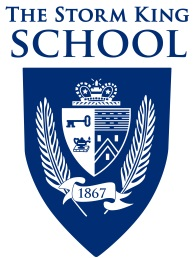 THE STORM KING
SCHOOL
1867